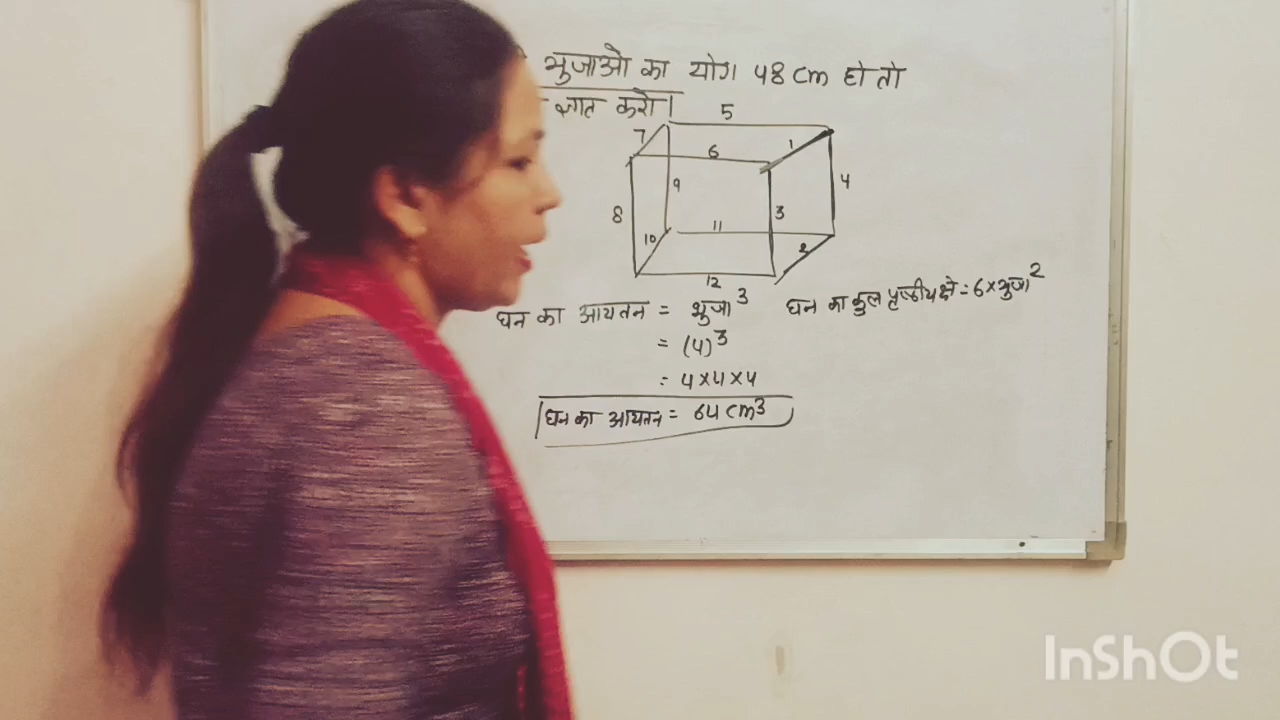 भुजाओ का योग 48 cm हो तो
ज्ञात करो।
5
7
6
1
9
4
8
3
11
10
2
12
घन का आयतन = भुजा³
घन का कुल पृष्ठीय क्षे = 6 × भुजा²
= (4)³
= 4 × 4 × 4
घन का आयतन = 64 cm³
InShOt